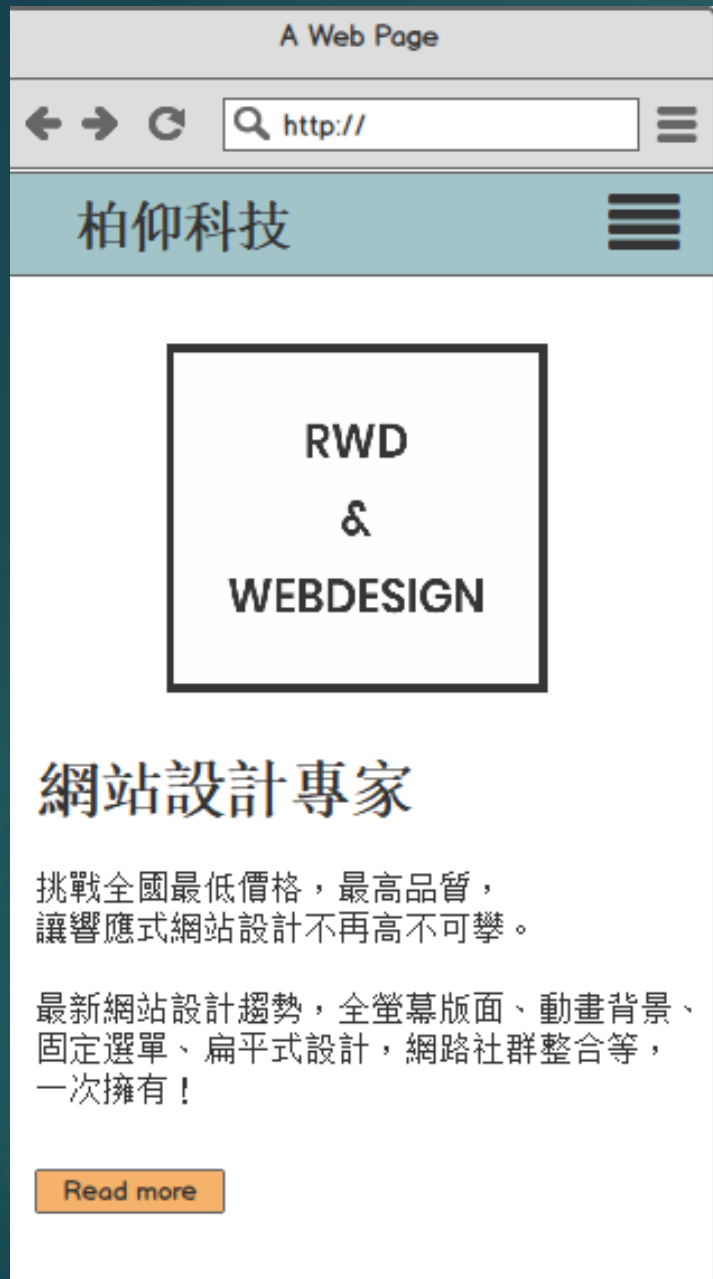 A Web Page
http://
柏仰科技
RWD
&
WEBDESIGN
網站設計專家
挑戰全國最低價格，最高品質，
讓響應式網站設計不再高不可攀。
最新網站設計趨勢，全螢幕版面、動畫背景、
固定選單、扁平式設計，網路社群整合等，
一次擁有！
Read more